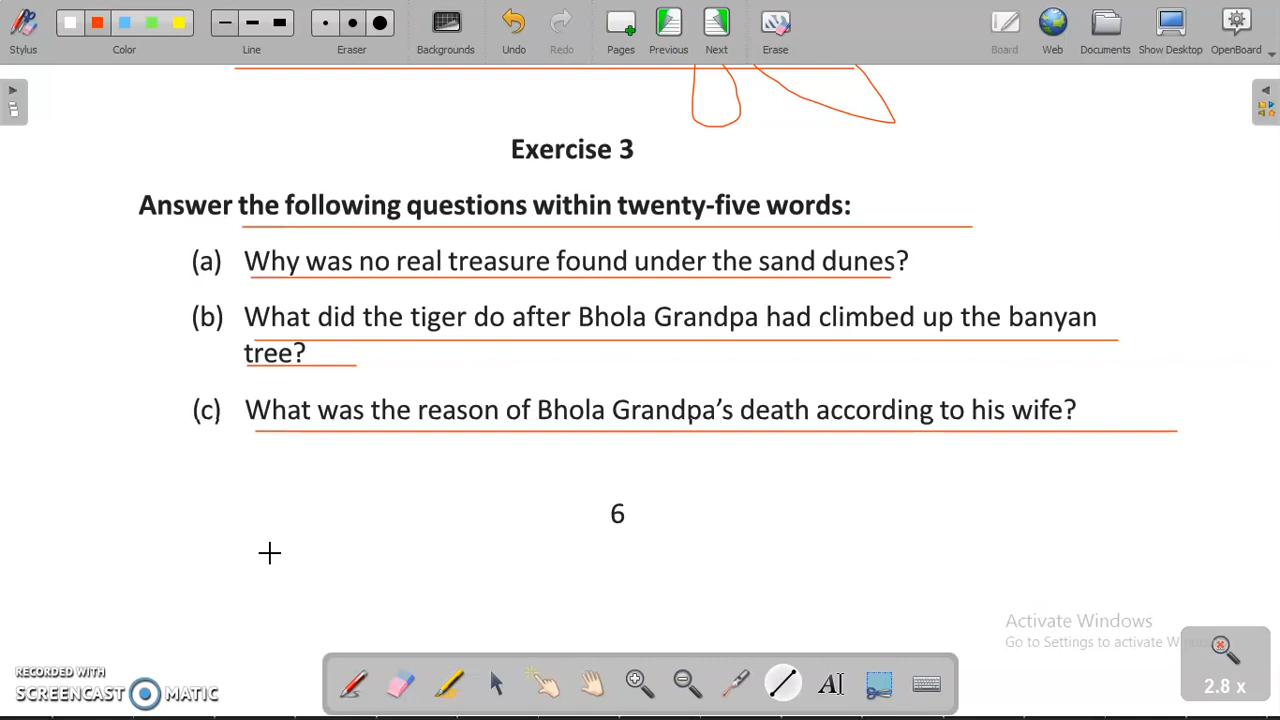 Stylus Color Line Eraser Backgrounds Undo Redo Pages Previous Next Erase Board Web Documents Show Desktop OpenBoard
Exercise 3
Answer the following questions within twenty-five words:
(a) Why was no real treasure found under the sand dunes?
(b) What did the tiger do after Bhola Grandpa had climbed up the banyan
tree?
(c) What was the reason of Bhola Grandpa’s death according to his wife?
6
Activate Windows
Go to Settings to activate
RECORDED WITH
SCREENCAST MATIC
2.8 x